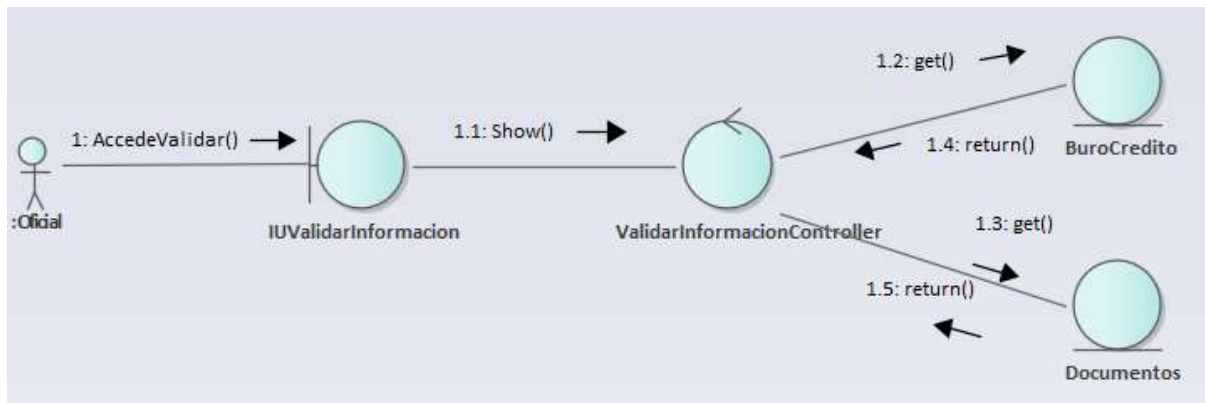 1: AccedeValidar()
:Oficial
IUValidarInformacion
1.1: Show()
ValidarInformacionController
1.2: get()
1.4: return()
BuroCredito
1.3: get()
1.5: return()
Documentos